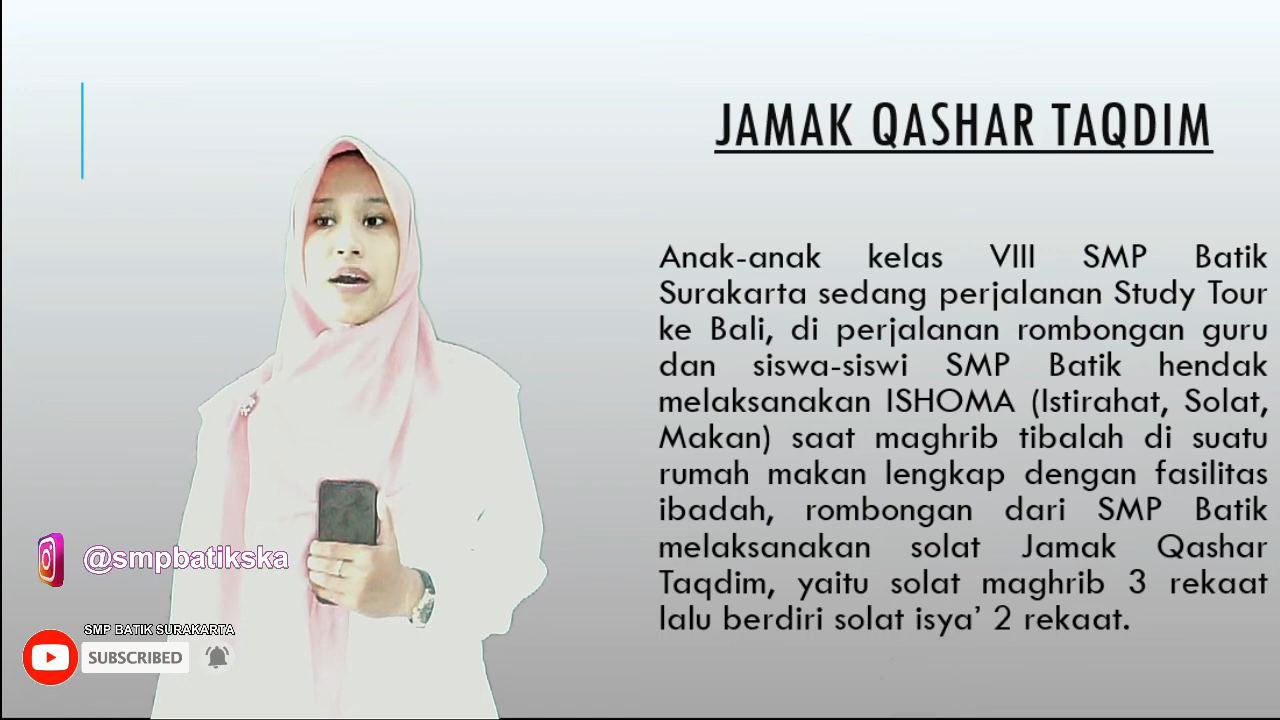 JAMAK QASHAR TAQDIM
Anak-anak kelas VIII SMP Batik
Surakarta sedang perjalanan Study Tour
ke Bali, di perjalanan rombongan guru
dan siswa-siswi SMP Batik hendak
melaksanakan ISHOMA (Istirahat, Solat,
Makan) saat maghrib tibalah di suatu
rumah makan lengkap dengan fasilitas
ibadah, rombongan dari SMP Batik
melaksanakan solat Jamak Qashar
Taqdim, yaitu solat maghrib 3 rekaat
lalu berdiri solat isya’ 2 rekaat.
@smpbatikska
SMP BATIK SURAKARTA
SUBSCRIBED